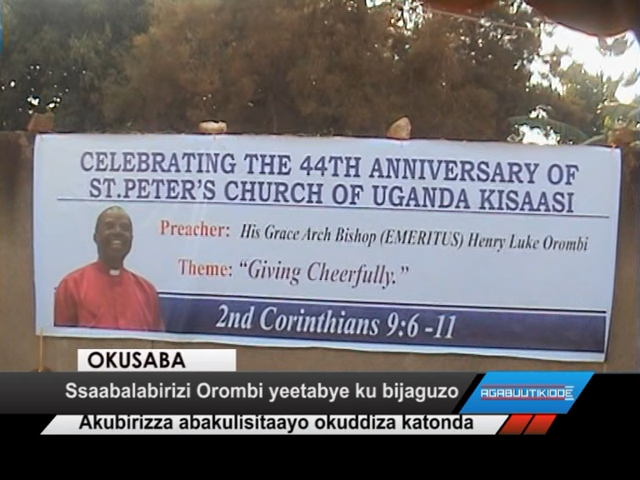 CELEBRATING THE 44TH ANNIVERSARY OF
ST.PETER'S CHURCH OF UGANDA KISAASI
Preacher: His Grace Arch Bishop (EMERITUS) Henry Luke Orombi
Theme: "Giving Cheerfully."
2nd Corinthians 9:6 -11
OKUSABA
Ssaabalabirizi Orombi yeetabye ku bijaguzo
AGABUUTIKIDDE
Akubirizza abakulisitaayo okuddiza katonda